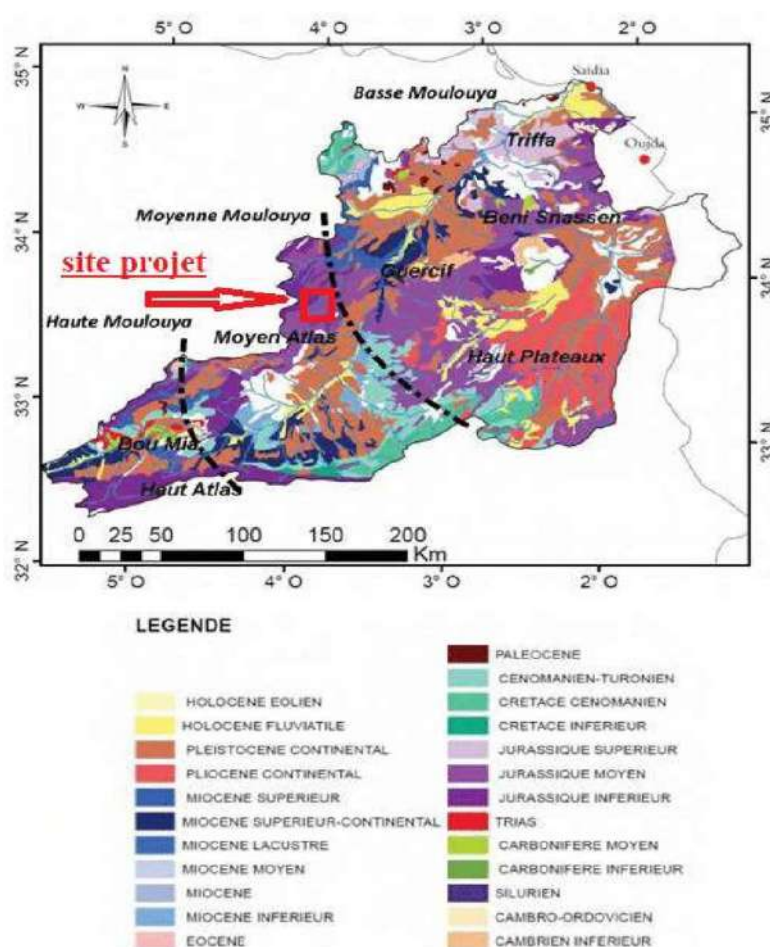 5° O 4° O 3° O 2° O
35° N
Saidia
Basse Moulouya
35° N
Triffa
Oujda
Moyenne Moulouya
Beni Snassen
34° N
site projet
Guercif
34° N
Haute Moulouya
Moyen Atlas
Haut Plateaux
33° N
Bou Mia
33° N
Haut Atlas
0 25 50 100 150 200
Km
32° N
5° O 4° O 3° O 2° O
N
W E
S
LEGENDE
HOLOCENE EOLIEN
HOLOCENE FLUVIATILE
PLEISTOCENE CONTINENTAL
PLIOCENE CONTINENTAL
MIOCENE SUPERIEUR
MIOCENE SUPERIEUR-CONTINENTAL
MIOCENE LACUSTRE
MIOCENE MOYEN
MIOCENE
MIOCENE INFERIEUR
EOCENE
PALEOCENE
CENOMANIEN-TURONIEN
CRETACE CENOMANIEN
CRETACE INFERIEUR
JURASSIQUE SUPERIEUR
JURASSIQUE MOYEN
JURASSIQUE INFERIEUR
TRIAS
CARBONIFERE MOYEN
CARBONIFERE INFERIEUR
SILURIEN
CAMBRO-ORDOVICIEN
CAMBRIEN INFERIEUR